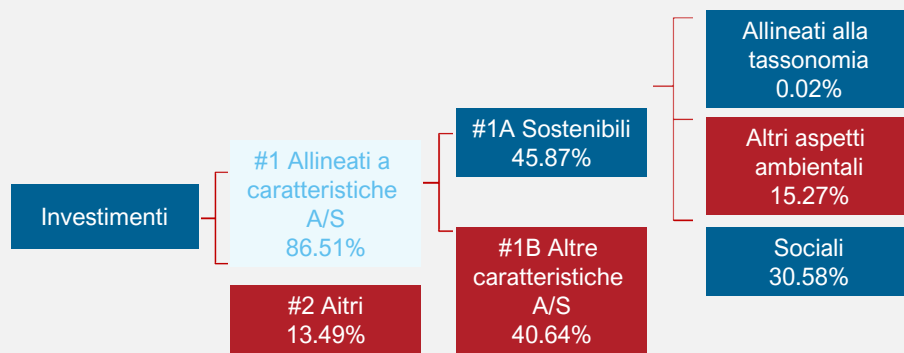 Investimenti
#1 Allineati a
caratteristiche
A/S
86.51%
#2 Aitri
13.49%
#1A Sostenibili
45.87%
#1B Altre
caratteristiche
A/S
40.64%
Allineati alla
tassonomia
0.02%
Altri aspetti
ambientali
15.27%
Sociali
30.58%